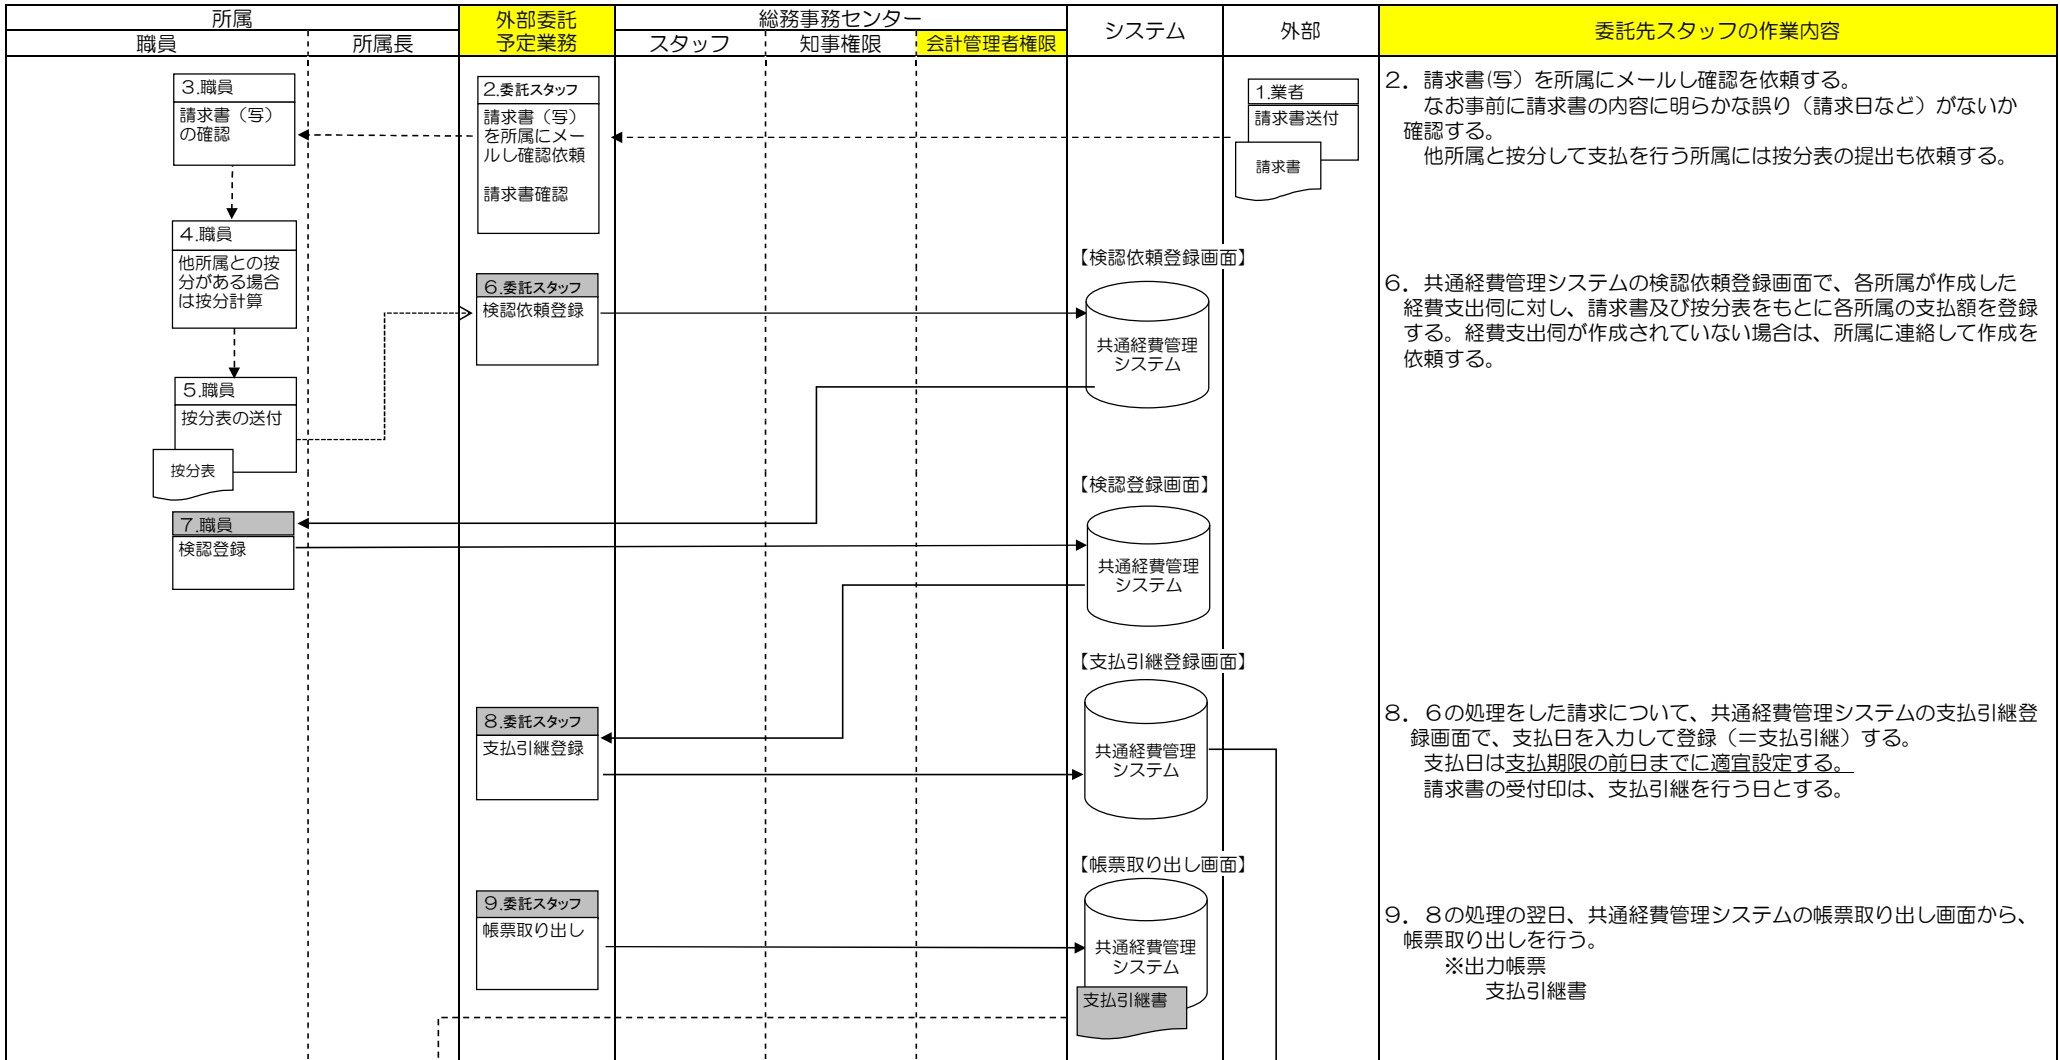 所属
外部委託
予定業務
総務事務センター
システム
外部
委託先スタッフの作業内容
職員
所属長
スタッフ
知事権限
会計管理者権限
3.職員
請求書（写）
の確認
2.委託スタッフ
請求書（写）
を所属にメー
ルし確認依頼
請求書確認
1.業者
請求書送付
請求書
2．請求書(写）を所属にメールし確認を依頼する。
なお事前に請求書の内容に明らかな誤り（請求日など）がないか
確認する。
他所属と按分して支払を行う所属には按分表の提出も依頼する。
4.職員
他所属との按
分がある場合
は按分計算
【検認依頼登録画面】
6.委託スタッフ
検認依頼登録
共通経費管理
システム
6．共通経費管理システムの検認依頼登録画面で、各所属が作成した
経費支出伺に対し、請求書及び按分表をもとに各所属の支払額を登録
する。経費支出伺が作成されていない場合は、所属に連絡して作成を
依頼する。
5.職員
按分表の送付
按分表
【検認登録画面】
7.職員
検認登録
共通経費管理
システム
【支払引継登録画面】
8.委託スタッフ
支払引継登録
共通経費管理
システム
8．6の処理をした請求について、共通経費管理システムの支払引継登
録画面で、支払日を入力して登録（＝支払引継）する。
支払日は支払期限の前日までに適宜設定する。
請求書の受付印は、支払引継を行う日とする。
【帳票取り出し画面】
9.委託スタッフ
帳票取り出し
共通経費管理
システム
支払引継書
9．8の処理の翌日、共通経費管理システムの帳票取り出し画面から、
帳票取り出しを行う。
※出力帳票
支払引継書